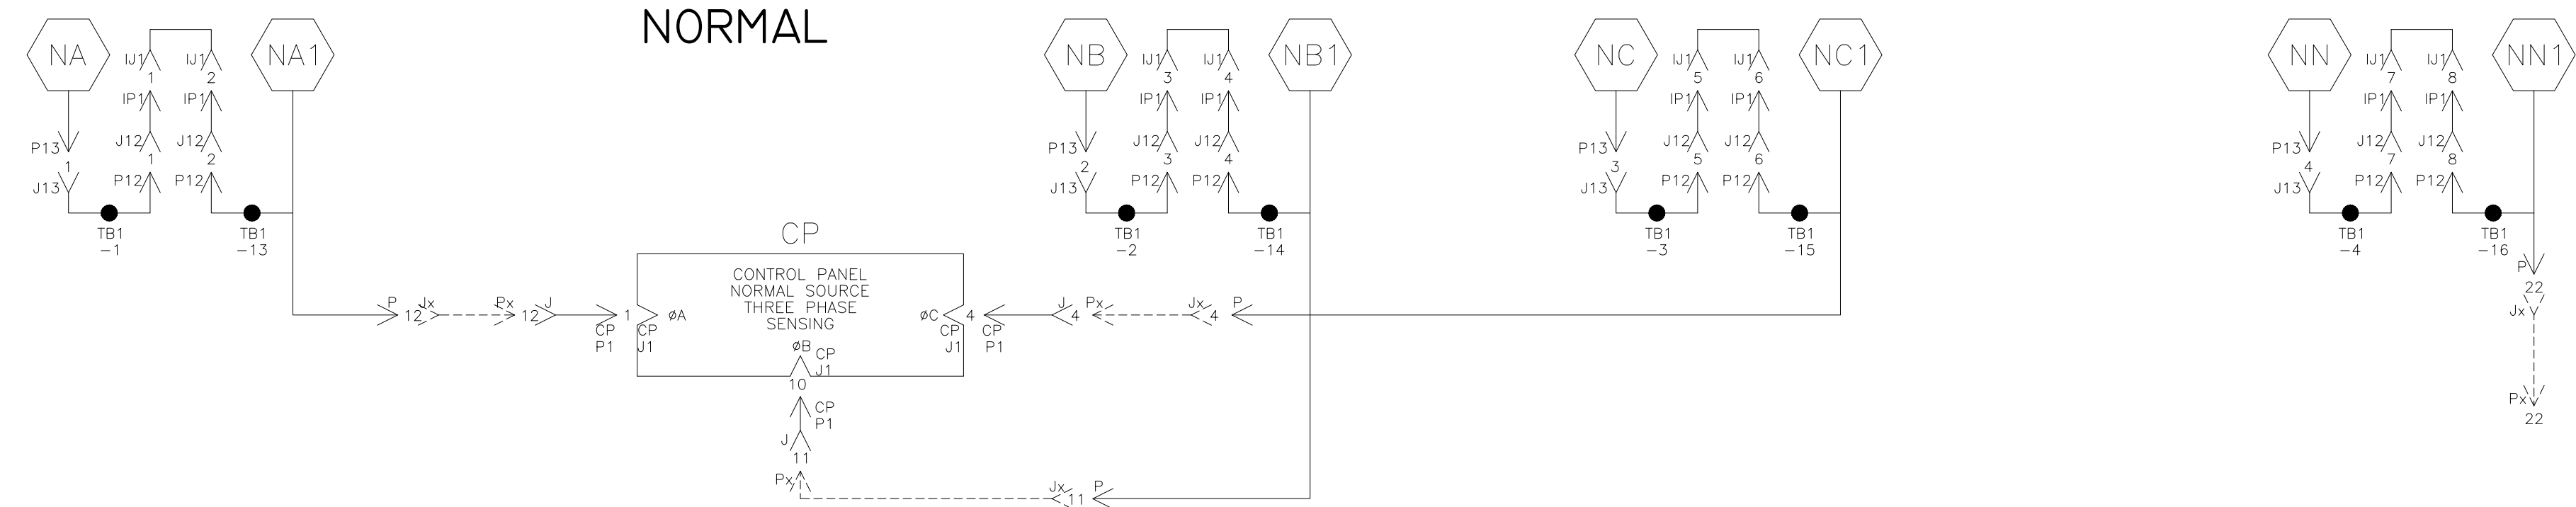 NORMAL
NA
IJ1
1
IJ1
2
NA1
IP1
IP1
P13
1
J12
1
J12
2
J13
P12
P12
TB1
-1
TB1
-13
NB
IJ1
3
IJ1
4
NB1
IP1
IP1
P13
2
J12
3
J12
4
J13
P12
P12
TB1
-2
TB1
-14
NC
IJ1
5
IJ1
6
NC1
IP1
IP1
P13
3
J12
5
J12
6
J13
P12
P12
TB1
-3
TB1
-15
NN
IJ1
7
IJ1
8
NN1
IP1
IP1
P13
4
J12
7
J12
8
J13
P12
P12
TB1
-4
TB1
-16
P
22
Jx
Px
22
CP
CONTROL PANEL
NORMAL SOURCE
THREE PHASE
SENSING
P
12
Jx
Px
12
J
1
CP
P1
CP
J1
øA
øB
CP
J1
10
øC
CP
J1
4
CP
P1
J
4
Px
Jx
4
P
CP
P1
J
11
Px
Jx
11
P